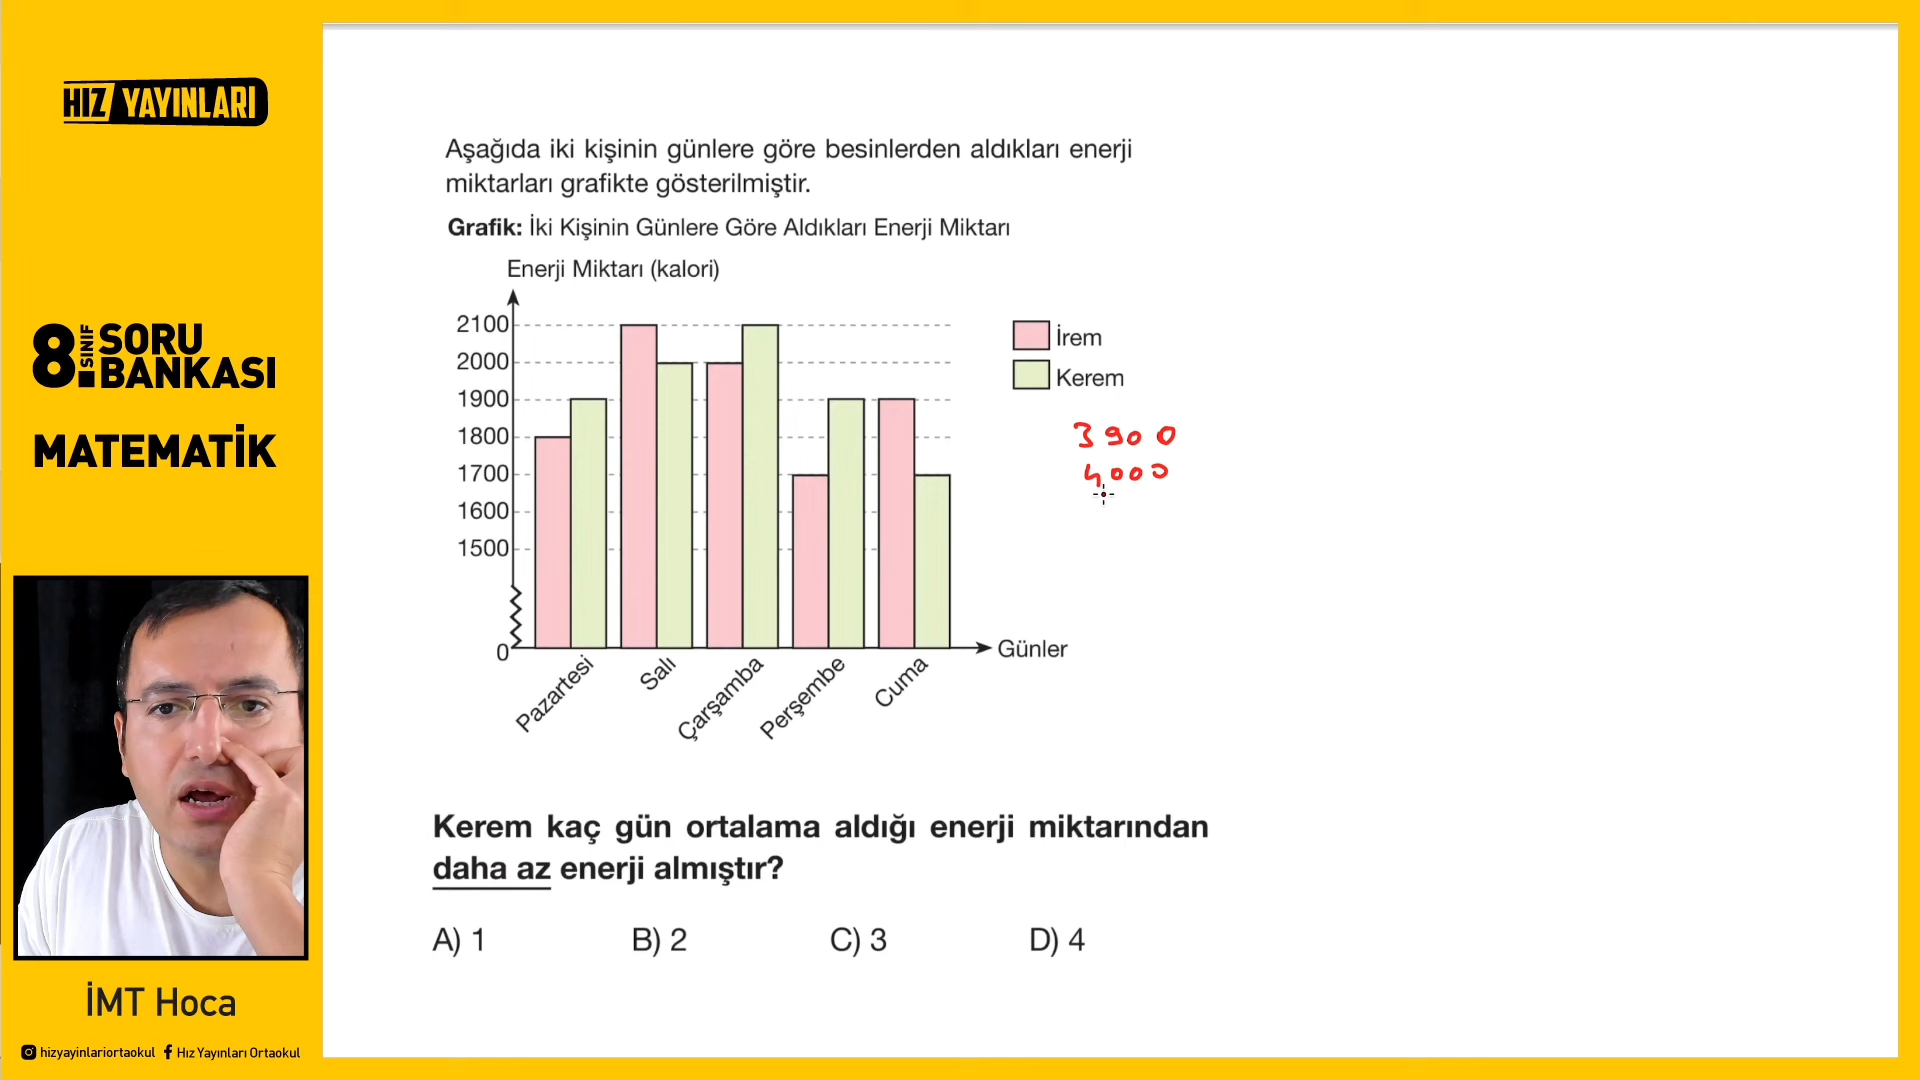 HIZ YAYINLARI
8. SINIF SORU BANKASI
MATEMATİK
İMT Hoca
hizyayinlariortaokul Hız Yayınları Ortaokul
Aşağıda iki kişinin günlere göre besinlerden aldıkları enerji
miktarları grafikte gösterilmiştir.
Grafik: İki Kişinin Günlere Göre Aldıkları Enerji Miktarı
Enerji Miktarı (kalori)
2100
2000
1900
1800
1700
1600
1500
0
Pazartesi
Salı
Çarşamba
Perşembe
Cuma
Günler
İrem
Kerem
3900
4000
Kerem kaç gün ortalama aldığı enerji miktarından
daha az enerji almıştır?
A) 1 B) 2 C) 3 D) 4